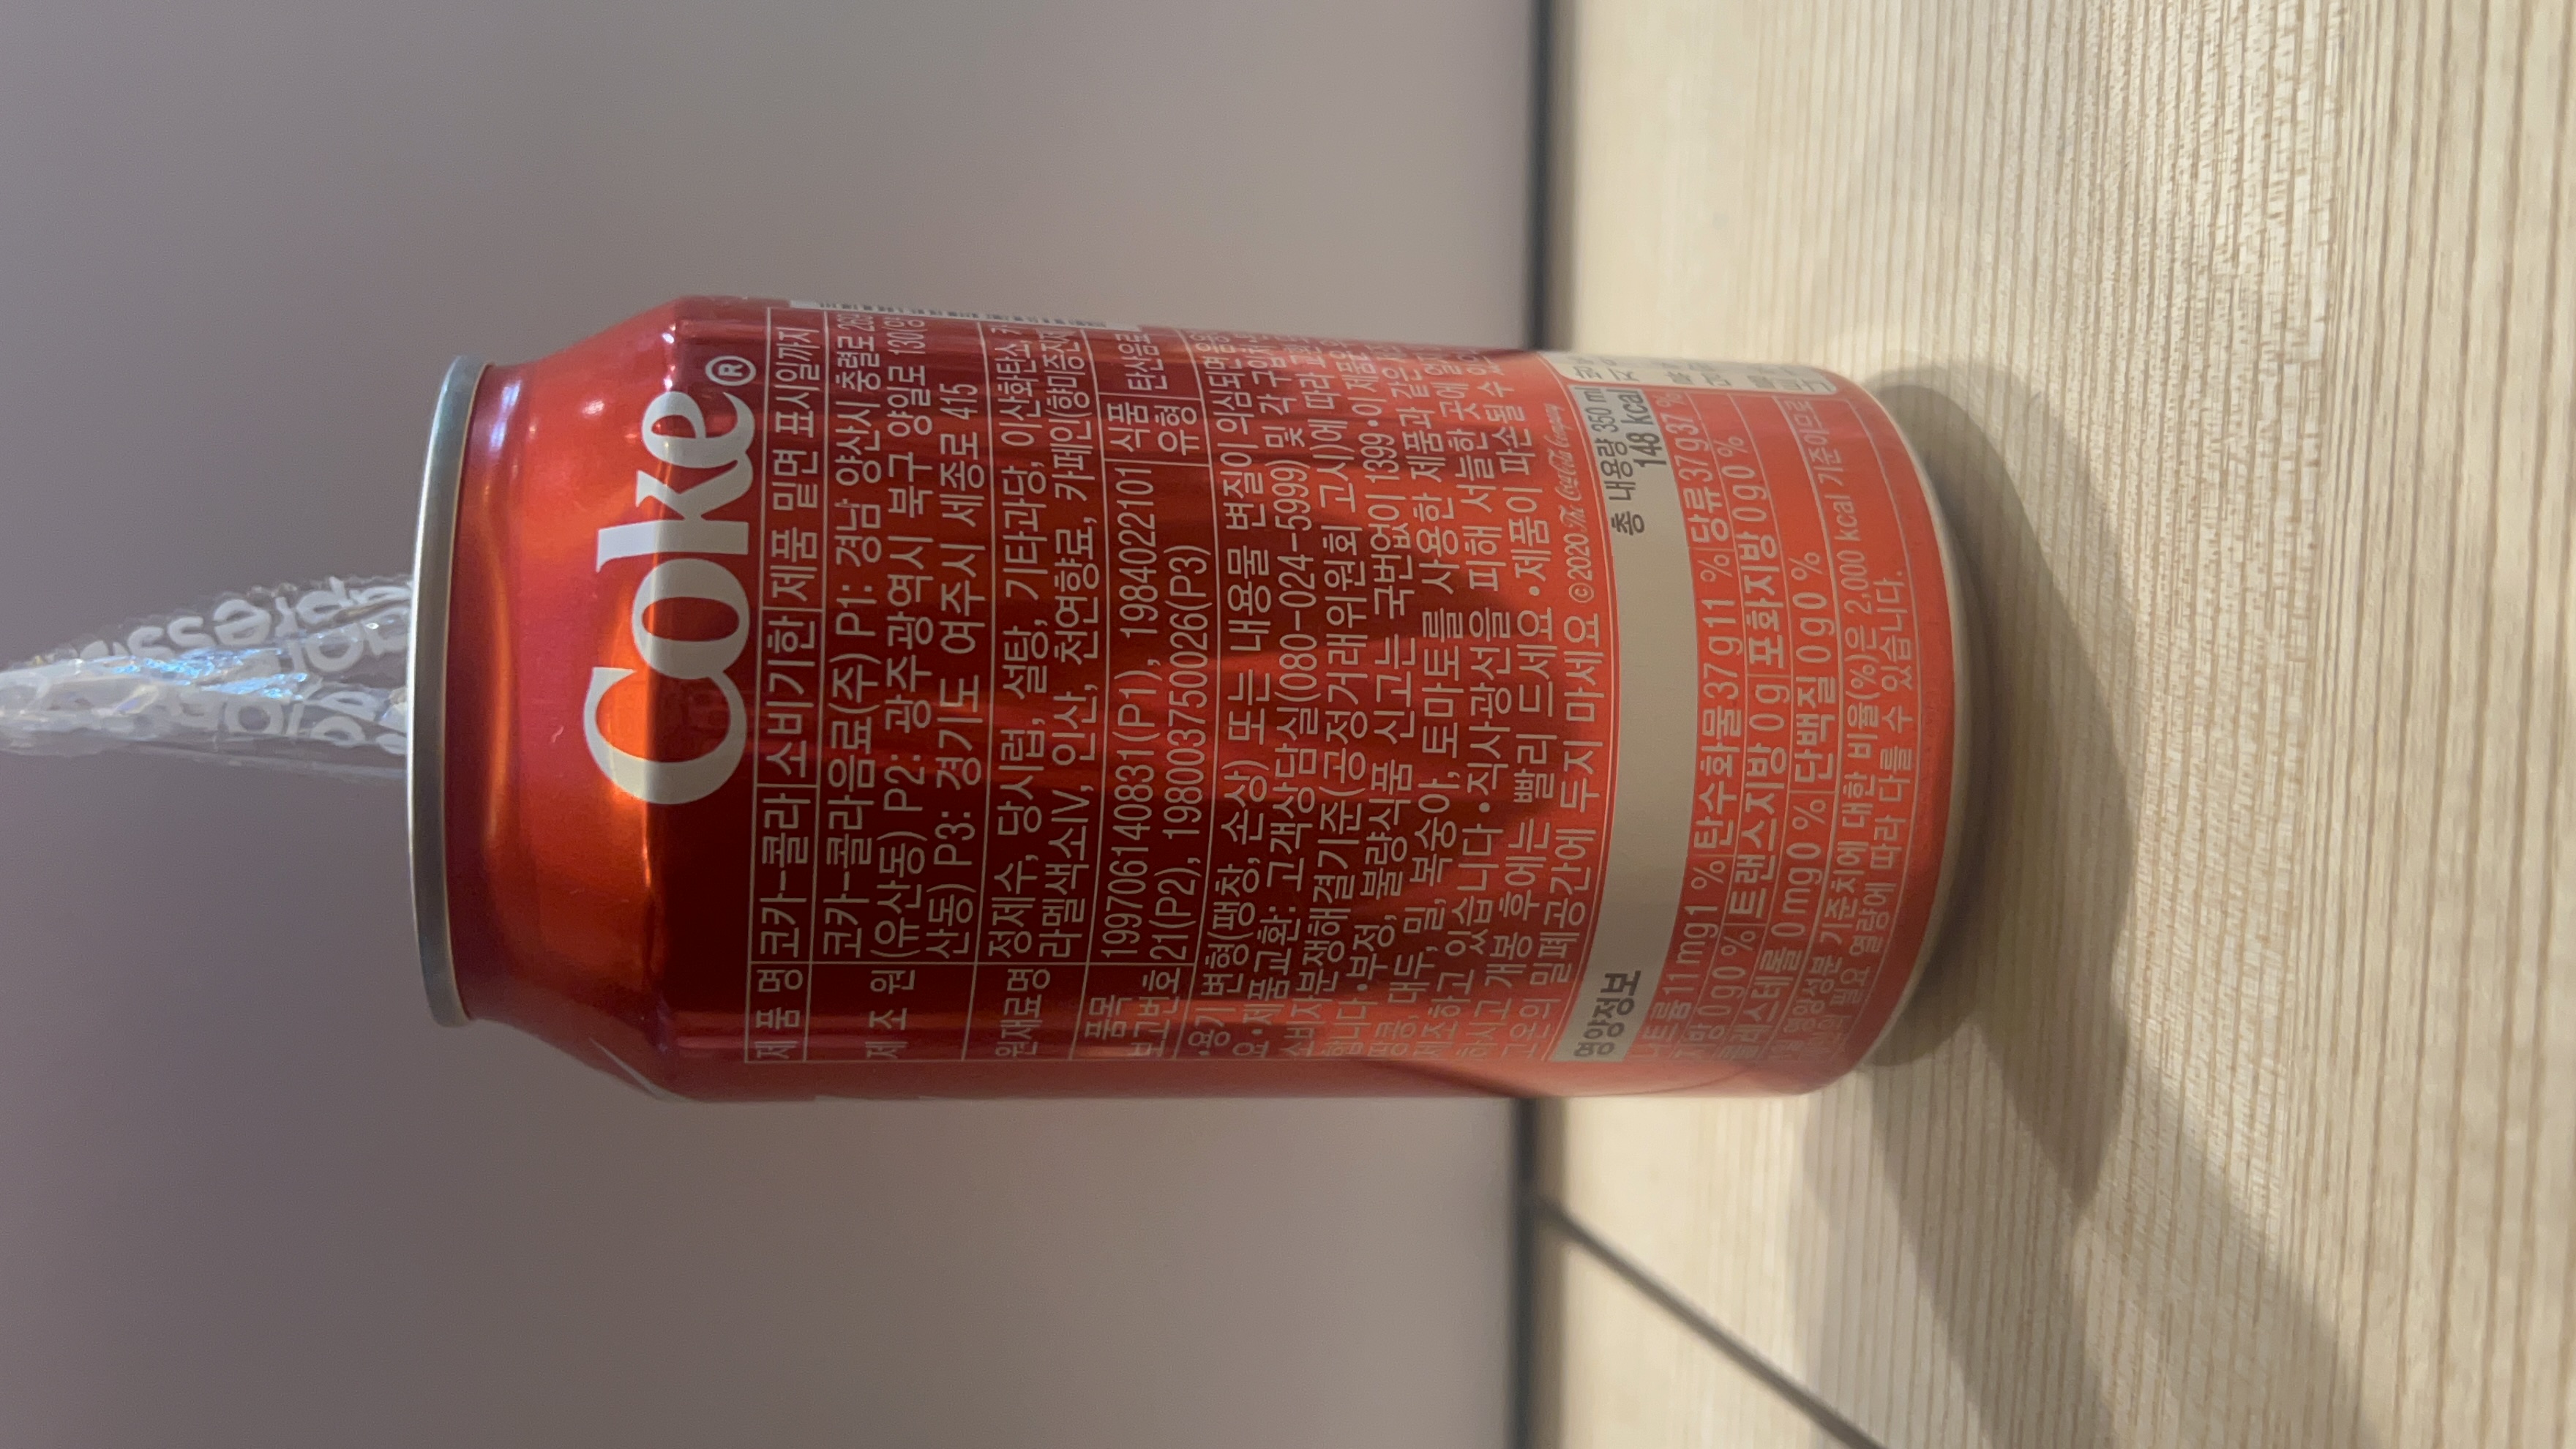 Coke®
제 품 명 코카-콜라 소비기한 제품 밑면 표시일까지
제 조 원 코카-콜라음료(주) P1: 경남 양산시 충렬로 269
(유산동) P2: 광주광역시 북구 양일로 130(양
산동) P3: 경기도 여주시 세종로 415
원재료명 정제수, 당시럽, 설탕, 기타과당, 이산화탄소, 카
라멜색소IV, 인산, 천연향료, 카페인(향미증진제
품목 보고번호 199706140831(P1), 1984022101
21(P2), 198003750026(P3)
식품
유형
탄산음료
•용기 변형(팽창, 손상) 또는 내용물 변질이 의심되면 음용
요•제품교환: 고객상담실(080-024-5999) 및 각 구입처•
소비자분쟁해결기준(공정거래위원회 고시)에 따라 교환
합니다•부정, 불량식품 신고는 국번없이 1399•이 제품은
땅콩, 대두, 밀, 복숭아, 토마토를 사용한 제품과 같은
제조하고 있습니다•직사광선을 피해 서늘한 곳에
하시고 개봉 후에는 빨리 드세요•제품이 파손될 수
고온의 밀폐공간에 두지 마세요 ©2020 The Coca-Cola Company
영양정보 총 내용량 350 ml
148 kcal
나트륨 11 mg 1 % 탄수화물 37 g 11 % 당류 37 g 37 %
지방 0 g 0 % 트랜스지방 0 g 포화지방 0 g 0 %
콜레스테롤 0 mg 0 % 단백질 0 g 0 %
영양성분 기준치에 대한 비율(%)은 2,000 kcal 기준이므로
필요 열량에 따라 다를 수 있습니다.